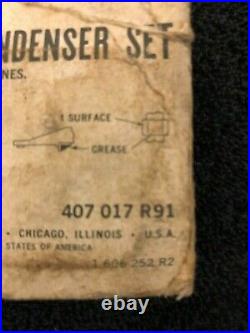 NDENSER SET
NES.
1 SURFACE
GREASE
407 017 R91
• CHICAGO, ILLINOIS • U.S.A.
STATES OF AMERICA
1 606 252 R2